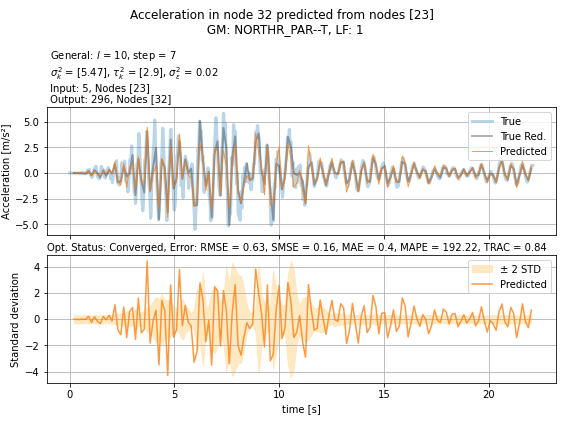 Acceleration in node 32 predicted from nodes [23]
GM: NORTHR_PAR--T, LF: 1
General: l = 10, step = 7
σ²ₖ = [5.47], τ²ₖ = [2.9], σ²ε = 0.02
Input: 5, Nodes [23]
Output: 296, Nodes [32]
Acceleration [m/s²]
5.0
2.5
0.0
−2.5
−5.0
True
True Red.
Predicted
Opt. Status: Converged, Error: RMSE = 0.63, SMSE = 0.16, MAE = 0.4, MAPE = 192.22, TRAC = 0.84
Standard deviation
4
2
0
−2
−4
± 2 STD
Predicted
0
5
10
15
20
time [s]